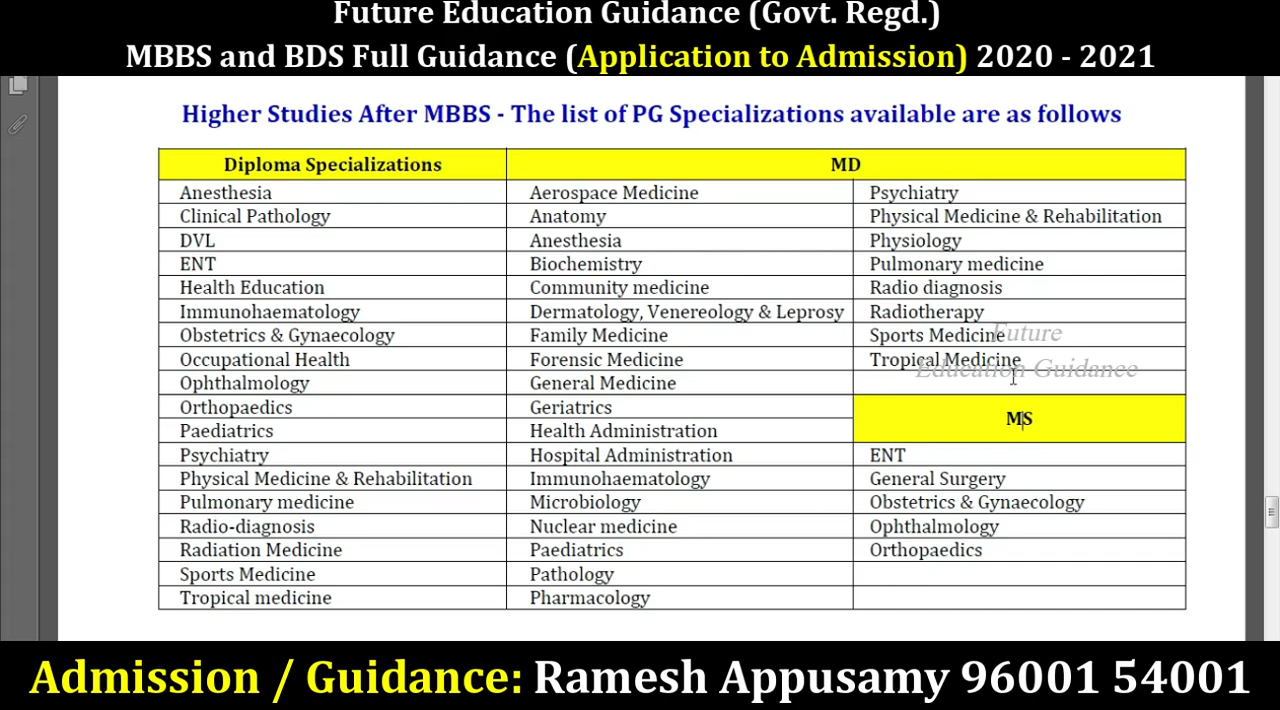 Future Education Guidance (Govt. Regd.)
MBBS and BDS Full Guidance (Application to Admission) 2020 - 2021
Higher Studies After MBBS - The list of PG Specializations available are as follows
Diploma Specializations MD
Anesthesia Aerospace Medicine Psychiatry
Clinical Pathology Anatomy Physical Medicine & Rehabilitation
DVL Anesthesia Physiology
ENT Biochemistry Pulmonary medicine
Health Education Community medicine Radio diagnosis
Immunohaematology Dermatology, Venereology & Leprosy Radiotherapy
Obstetrics & Gynaecology Family Medicine Sports Medicine
Future
Occupational Health Forensic Medicine Tropical Medicine
Education Guidance
Ophthalmology General Medicine
Orthopaedics Geriatrics
MS
Paediatrics Health Administration
Psychiatry Hospital Administration ENT
Physical Medicine & Rehabilitation Immunohaematology General Surgery
Pulmonary medicine Microbiology Obstetrics & Gynaecology
Radio-diagnosis Nuclear medicine Ophthalmology
Radiation Medicine Paediatrics Orthopaedics
Sports Medicine Pathology
Tropical medicine Pharmacology
Admission / Guidance: Ramesh Appusamy 96001 54001